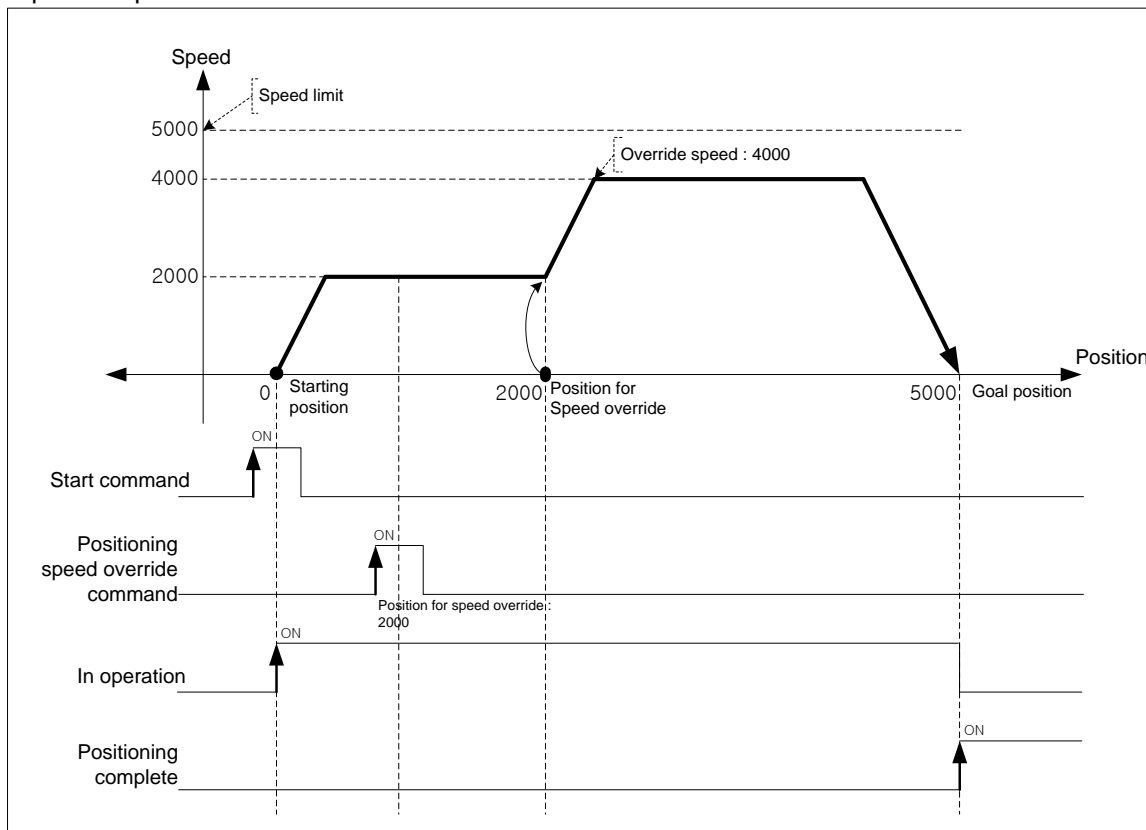 Speed
Speed limit
5000
Override speed : 4000
4000
2000
Position
0
Starting
position
2000
Position for
Speed override
5000
Goal position
ON
Start command
ON
Positioning
speed override
command
Position for speed override :
2000
ON
In operation
ON
Positioning
complete